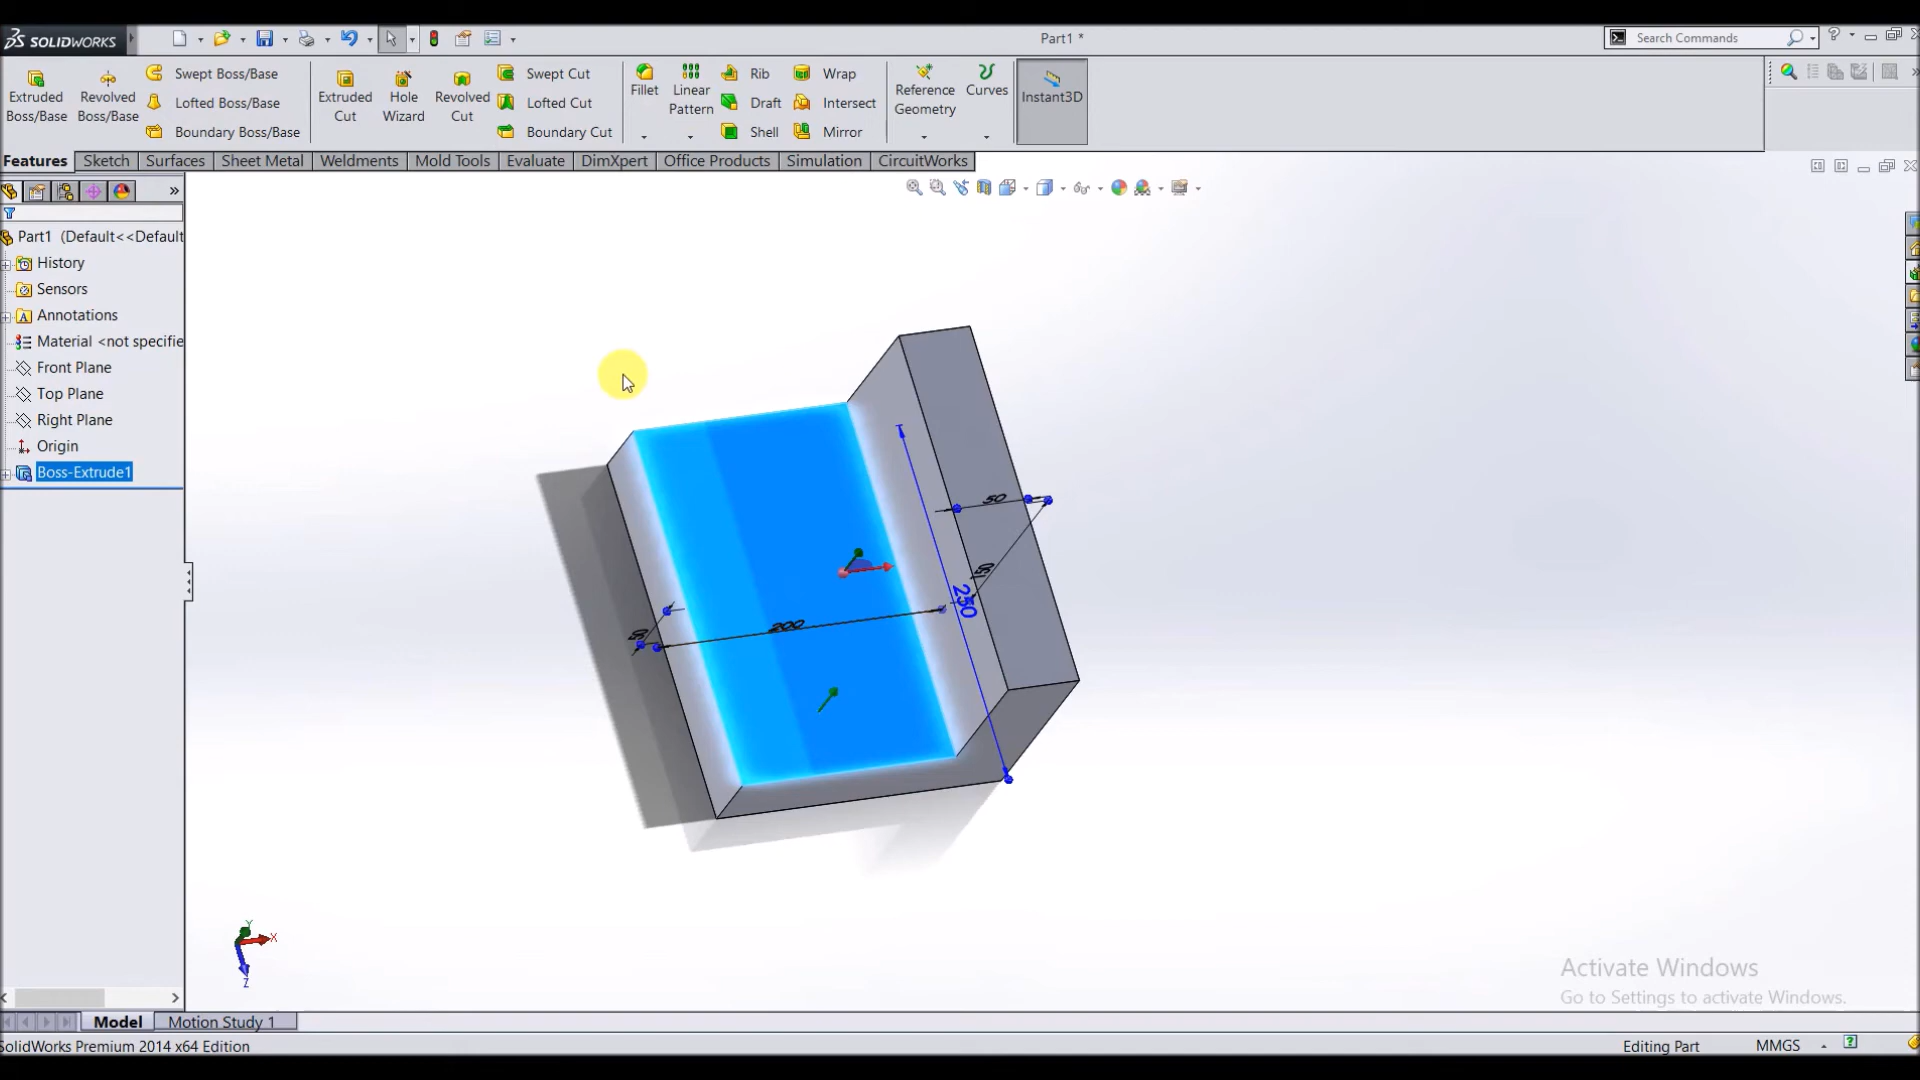 SOLIDWORKS
Part1 *
Search Commands
Extruded Boss/Base
Revolved Boss/Base
Swept Boss/Base
Lofted Boss/Base
Boundary Boss/Base
Extruded Cut
Hole Wizard
Revolved Cut
Swept Cut
Lofted Cut
Boundary Cut
Fillet
Linear Pattern
Rib
Draft
Shell
Wrap
Intersect
Mirror
Reference Geometry
Curves
Instant3D
Features
Sketch
Surfaces
Sheet Metal
Weldments
Mold Tools
Evaluate
DimXpert
Office Products
Simulation
CircuitWorks
Part1 (Default<<Default
History
Sensors
Annotations
Material <not specifie
Front Plane
Top Plane
Right Plane
Origin
Boss-Extrude1
50
250
200
Y
X
Z
Activate Windows
Go to Settings to activate Windows.
Model
Motion Study 1
SolidWorks Premium 2014 x64 Edition
Editing Part
MMGS